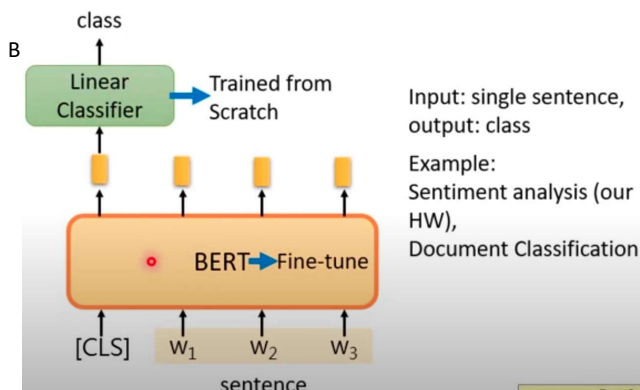 class
B
Linear
Classifier
Trained from
Scratch
Input: single sentence,
output: class
Example:
Sentiment analysis (our
HW),
Document Classification
BERT Fine-tune
[CLS] w₁ w₂ w₃
sentence